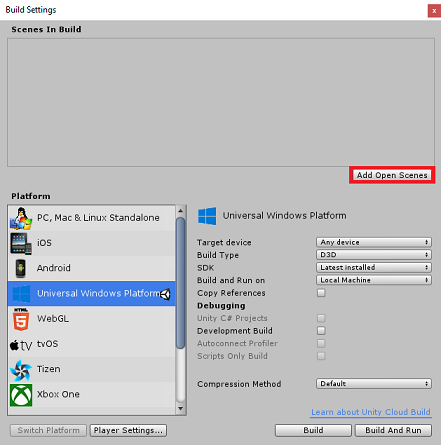 Build Settings
x
Scenes In Build
Add Open Scenes
Platform
PC, Mac & Linux Standalone
iOS
Android
Universal Windows Platform
WebGL
tvOS
Tizen
Xbox One
Universal Windows Platform
Target device Any device
Build Type D3D
SDK Latest installed
Build and Run on Local Machine
Copy References
Debugging
Unity C# Projects
Development Build
Autoconnect Profiler
Scripts Only Build
Compression Method Default
Learn about Unity Cloud Build
Switch Platform Player Settings... Build Build And Run